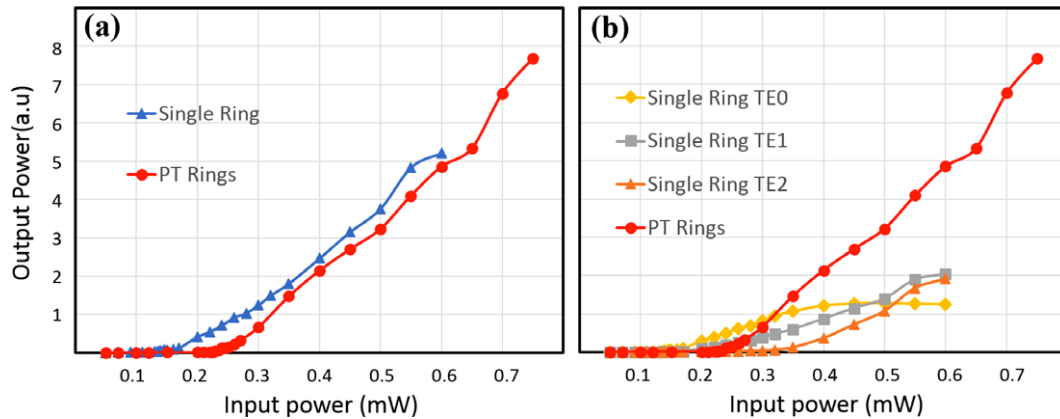 (a)
8
7
6
5
4
3
2
1
Output Power(a.u)
Single Ring
PT Rings
0.1 0.2 0.3 0.4 0.5 0.6 0.7
Input power (mW)
(b)
Single Ring TE0
Single Ring TE1
Single Ring TE2
PT Rings
0.1 0.2 0.3 0.4 0.5 0.6 0.7
Input power (mW)